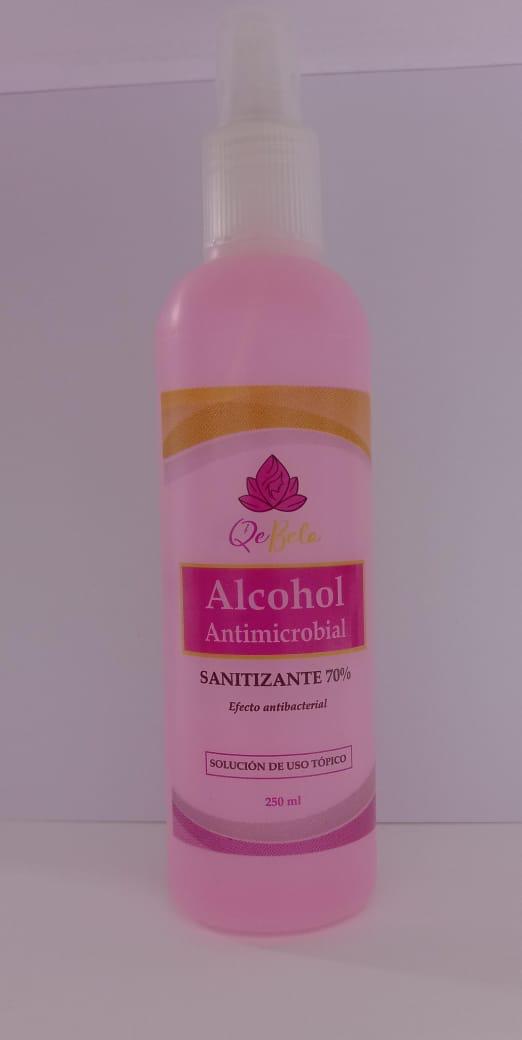 QeBela
Alcohol
Antimicrobial
SANITIZANTE 70%
Efecto antibacterial
SOLUCIÓN DE USO TÓPICO
250 ml